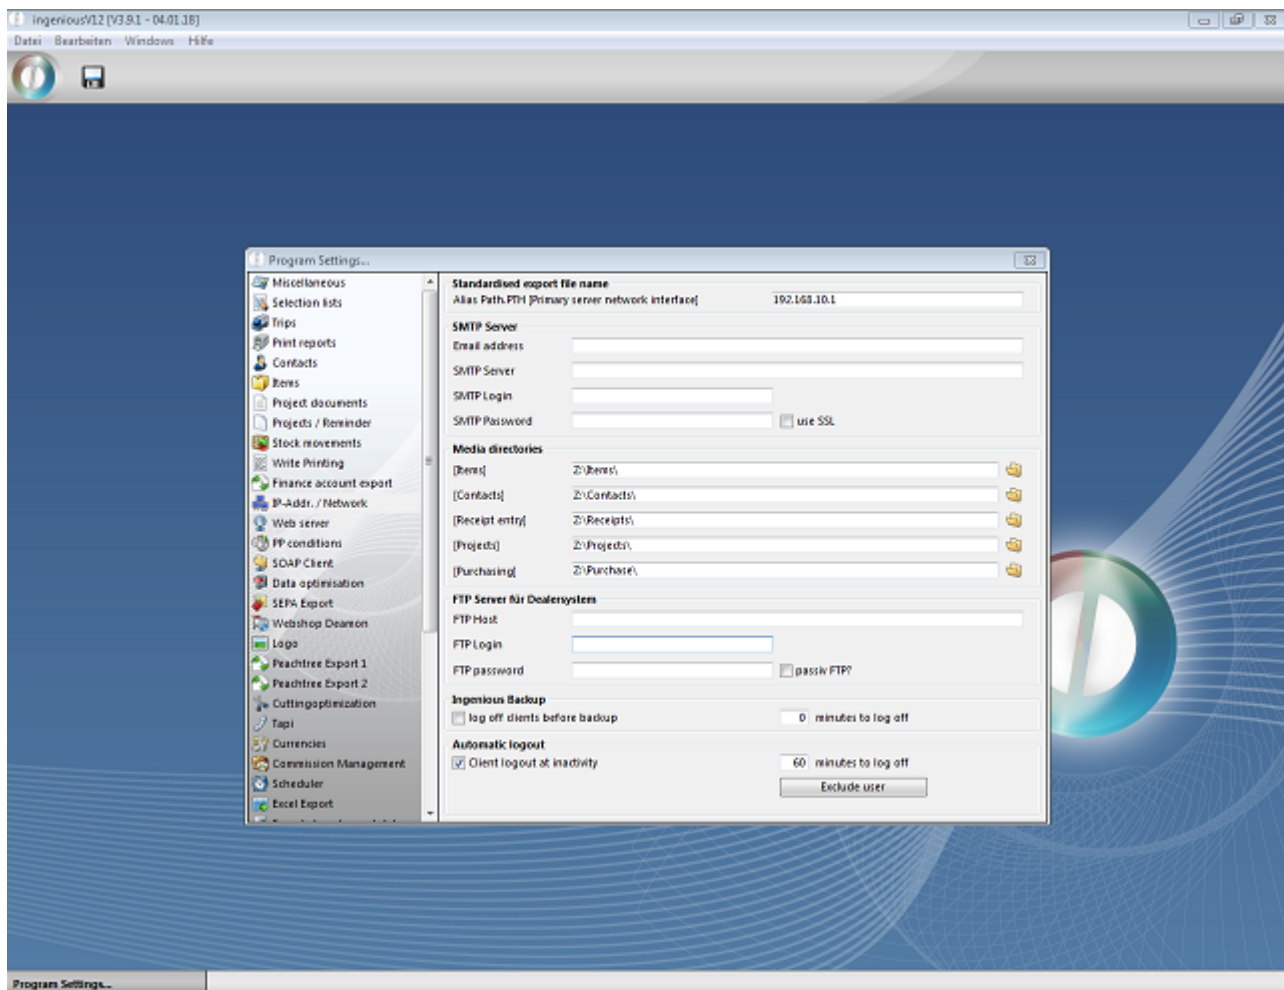 ingeniousV12 [V3.9.1 - 04.01.18]
Datei Bearbeiten Windows Hilfe
Program Settings...
Miscellaneous
Selection lists
Trips
Print reports
Contacts
Items
Project documents
Projects / Reminder
Stock movements
Write Printing
Finance account export
IP-Addr. / Network
Web server
PP conditions
SOAP Client
Data optimisation
SEPA Export
Webshop Deamon
Logo
Peachtree Export 1
Peachtree Export 2
Cuttingoptimization
Tapi
Currencies
Commission Management
Scheduler
Excel Export
Standardised export file name
Alias Path.PTH [Primary server network interface] 192.168.10.1
SMTP Server
Email address
SMTP Server
SMTP Login
SMTP Password use SSL
Media directories
[Items] Z:\Items\
[Contacts] Z:\Contacts\
[Receipt entry] Z:\Receipts\
[Projects] Z:\Projects\
[Purchasing] Z:\Purchase\
FTP Server für Dealersystem
FTP Host
FTP Login
FTP password passiv FTP?
Ingenious Backup
log off clients before backup 0 minutes to log off
Automatic logout
Client logout at inactivity 60 minutes to log off
Exclude user
Program Settings...